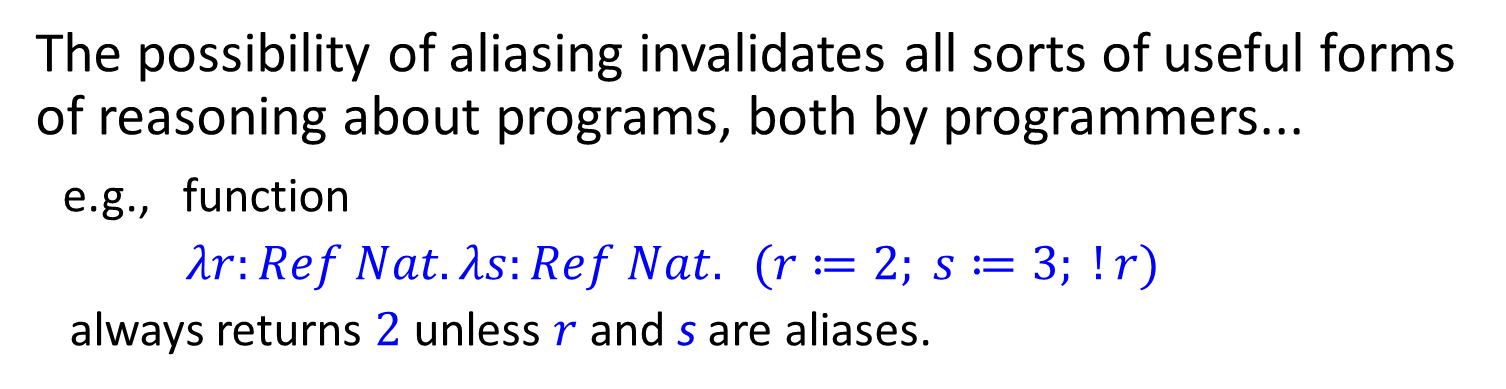 The possibility of aliasing invalidates all sorts of useful forms
of reasoning about programs, both by programmers...
e.g., function
λr: Ref Nat. λs: Ref Nat. (r ≔ 2; s ≔ 3; !r)
always returns 2 unless r and s are aliases.